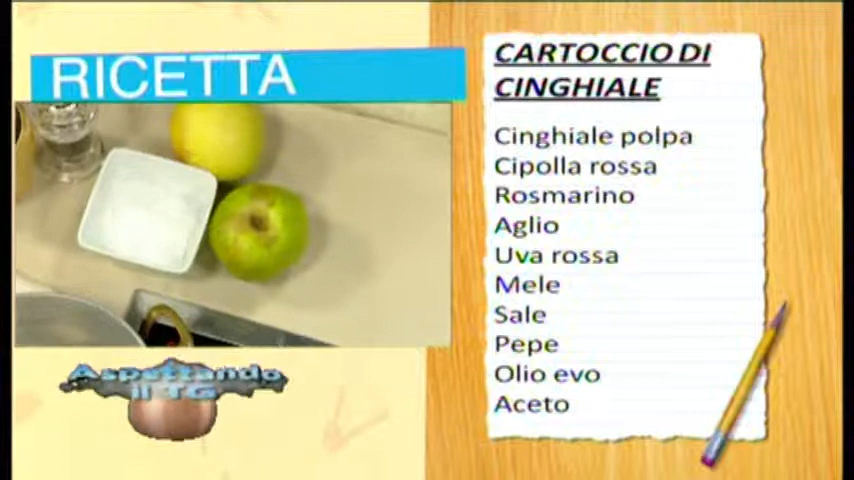 RICETTA
CARTOCCIO DI
CINGHIALE
Cinghiale polpa
Cipolla rossa
Rosmarino
Aglio
Uva rossa
Mele
Sale
Pepe
Olio evo
Aceto
Aspettando
il TG